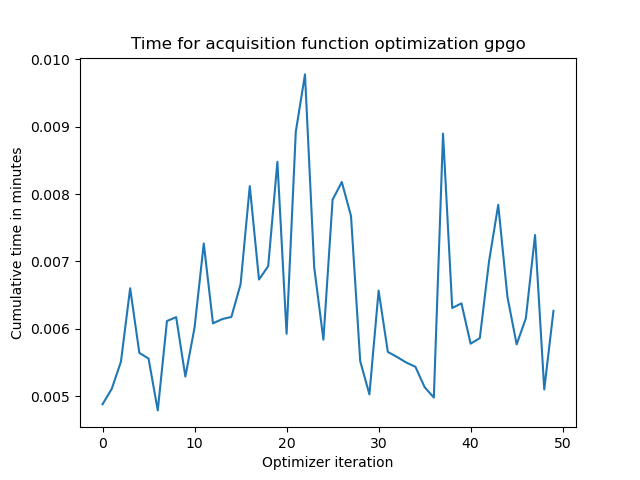 Time for acquisition function optimization gpgo
0.010
0.009
0.008
0.007
0.006
0.005
Cumulative time in minutes
0 10 20 30 40 50
Optimizer iteration